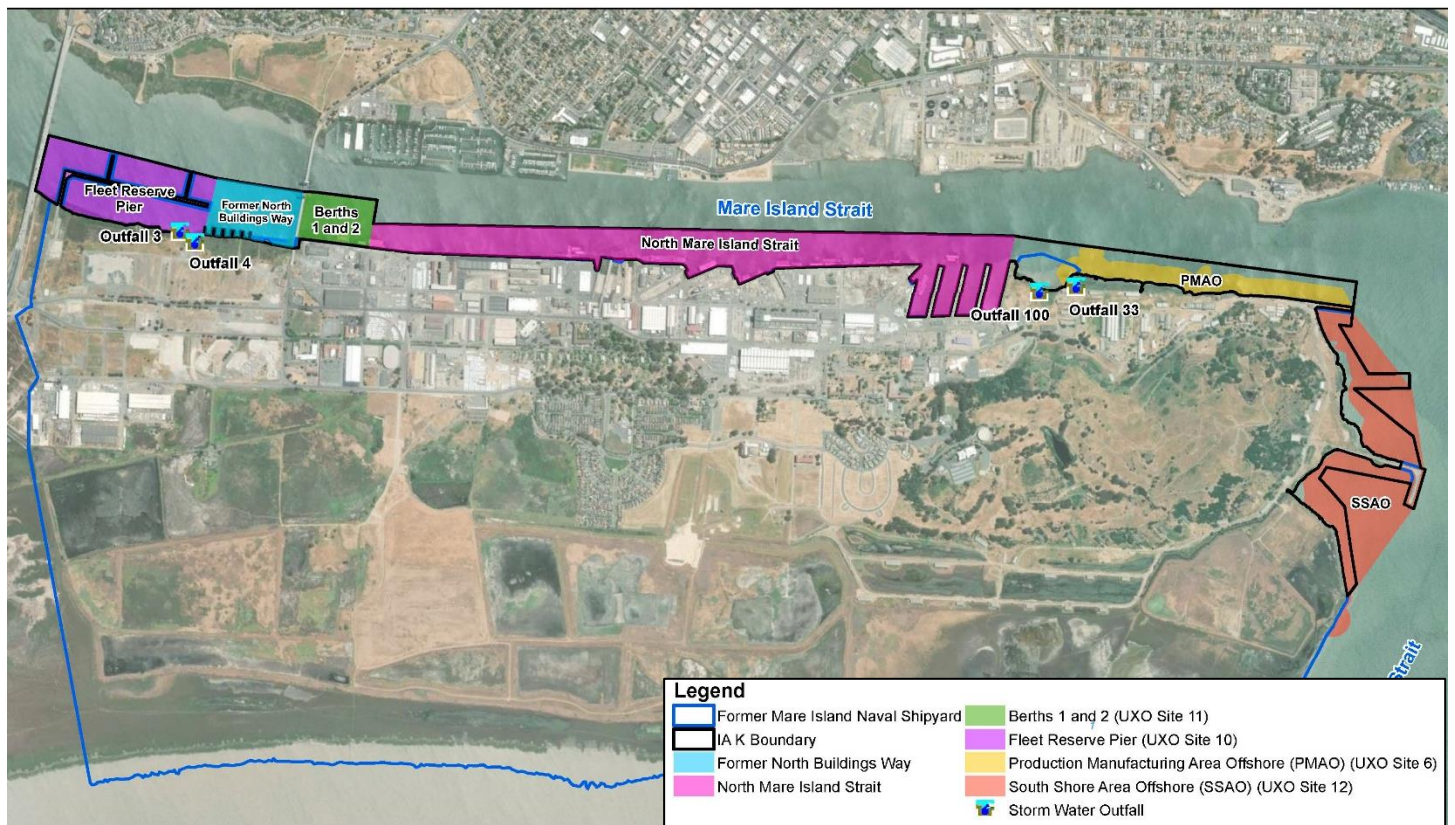 Fleet Reserve
Pier
Former North
Buildings Way
Berths
1 and 2
Mare Island Strait
Outfall 3
Outfall 4
North Mare Island Strait
PMAO
Outfall 100
Outfall 33
SSAO
Strait
Legend
Former Mare Island Naval Shipyard
IA K Boundary
Former North Buildings Way
North Mare Island Strait
Berths 1 and 2 (UXO Site 11)
Fleet Reserve Pier (UXO Site 10)
Production Manufacturing Area Offshore (PMAO) (UXO Site 6)
South Shore Area Offshore (SSAO) (UXO Site 12)
Storm Water Outfall